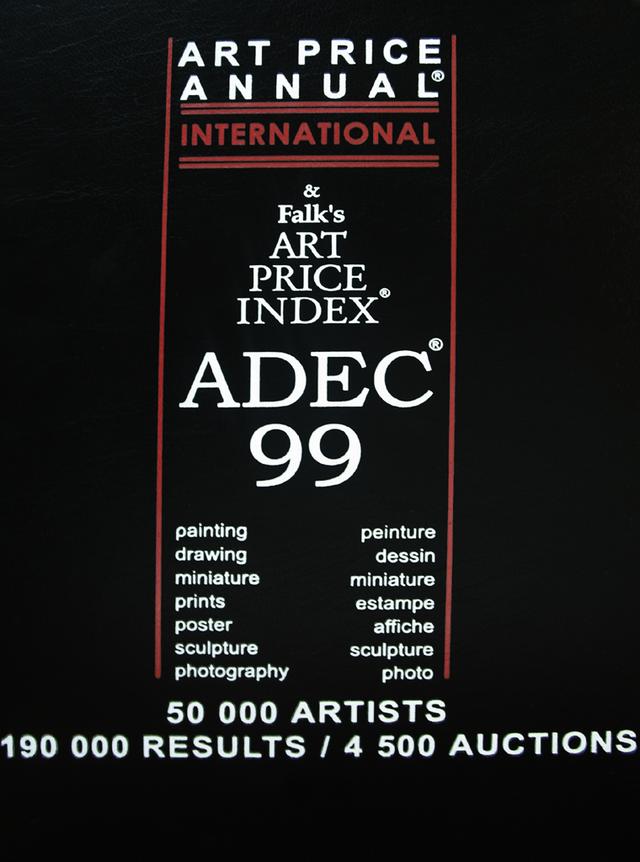 ART PRICE
ANNUAL®
INTERNATIONAL
&
Falk's
ART
PRICE
INDEX®
ADEC®
99
painting peinture
drawing dessin
miniature miniature
prints estampe
poster affiche
sculpture sculpture
photography photo
50 000 ARTISTS
190 000 RESULTS / 4 500 AUCTIONS